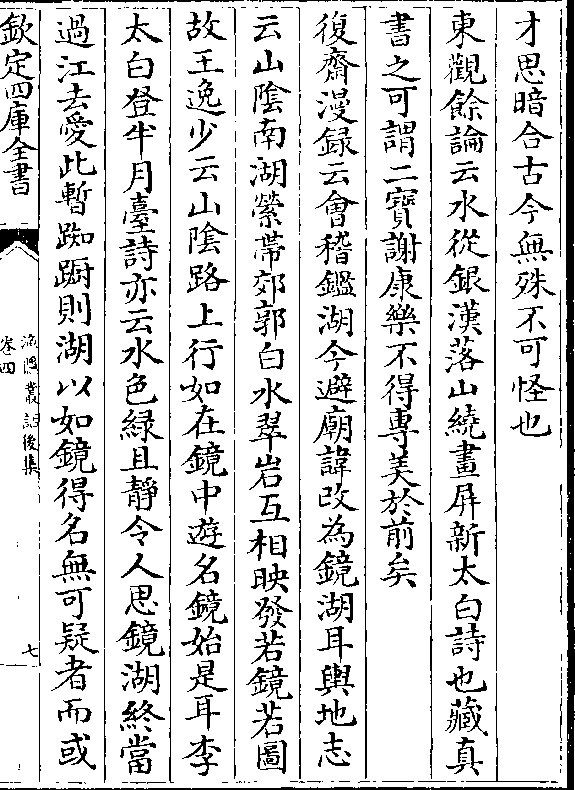 才思暗合古今無殊不可怪也
東觀餘論云水從銀漢落山繞畫屏新太白詩也藏真
書之可謂二寳謝康樂不得專美於前矣
復齋漫録云會稽鑑湖今避廟諱改為鏡湖耳輿地志
云山隂南湖縈帯郊郭白水翠岩互相映發若鏡若圖
故王逸少云山隂路上行如在鏡中遊名鏡始是耳李
太白登半月臺詩亦云水色緑且靜令人思鏡湖終當
過江去愛此暫踟蹰則湖以如鏡得名無可疑者而或
欽定四庫全書
漁隱叢話後集
卷四
七